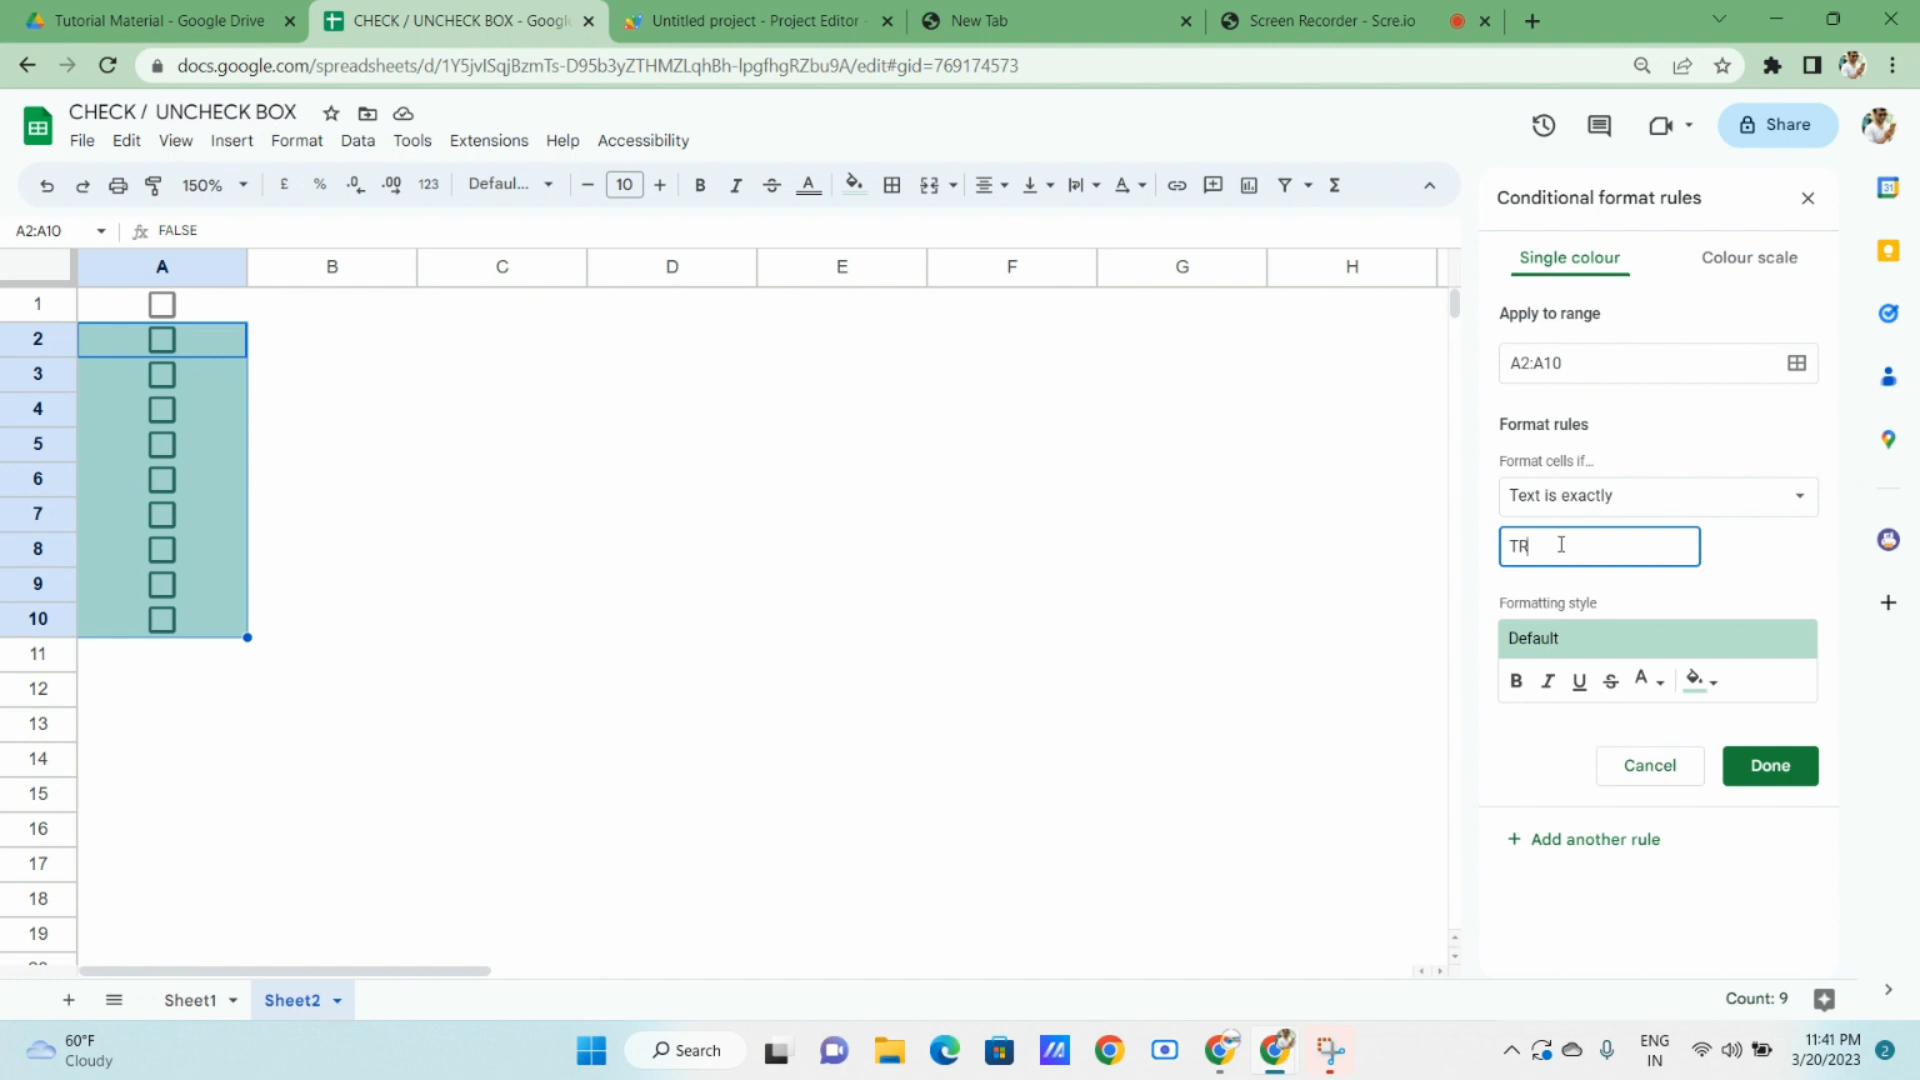 Tutorial Material - Google Drive
CHECK / UNCHECK BOX - Google
Untitled project - Project Editor -
New Tab
Screen Recorder - Scre.io
docs.google.com/spreadsheets/d/1Y5jvISqjBzmTs-D95b3yZTHMZLqhBh-lpgfhgRZbu9A/edit#gid=769174573
CHECK / UNCHECK BOX
Share
File Edit View Insert Format Data Tools Extensions Help Accessibility
150% £ % .0 .00 123 Defaul... 10 B I S A Σ
A2:A10 fx FALSE
A B C D E F G H
1
2
3
4
5
6
7
8
9
10
11
12
13
14
15
16
17
18
19
Conditional format rules
Single colour
Colour scale
Apply to range
A2:A10
Format rules
Format cells if...
Text is exactly
TR
Formatting style
Default
B I U S A
Cancel
Done
+ Add another rule
31
Sheet1
Sheet2
Count: 9
60°F
Cloudy
Search
ENG
IN
11:41 PM
3/20/2023
2